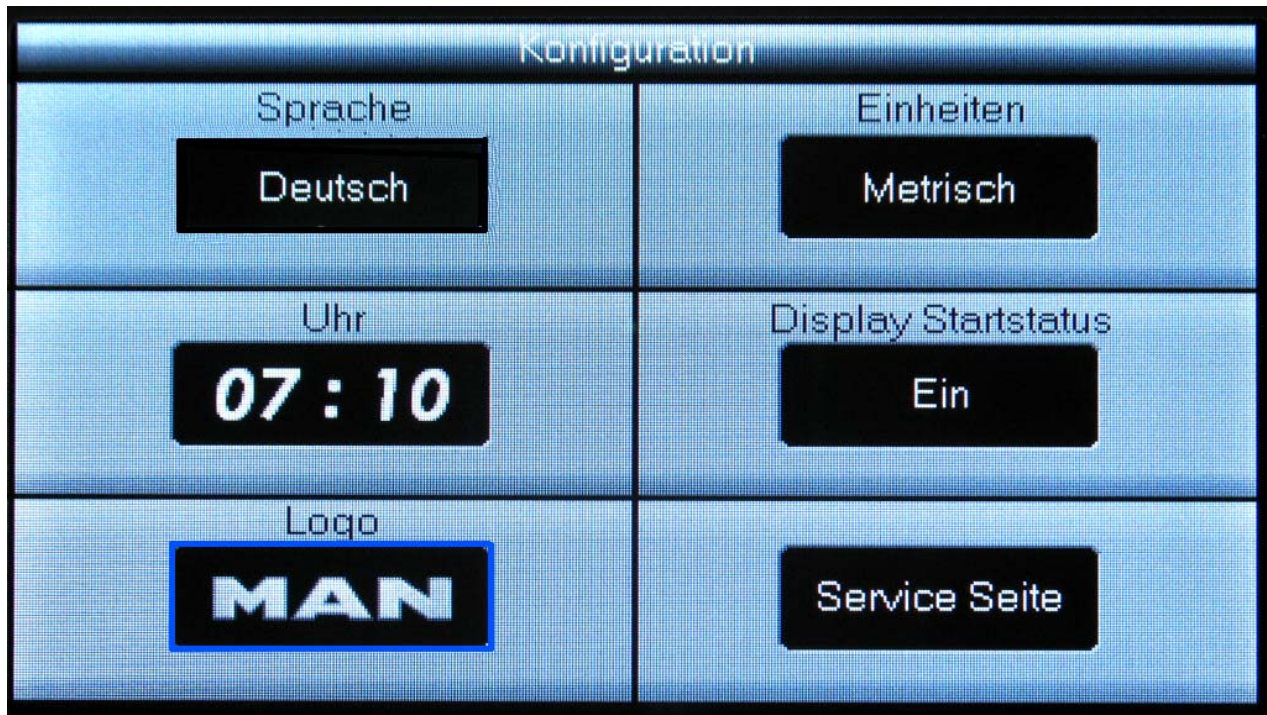 Konfiguration
Sprache
Deutsch
Einheiten
Metrisch
Uhr
07 : 10
Display Startstatus
Ein
Logo
MAN
Service Seite